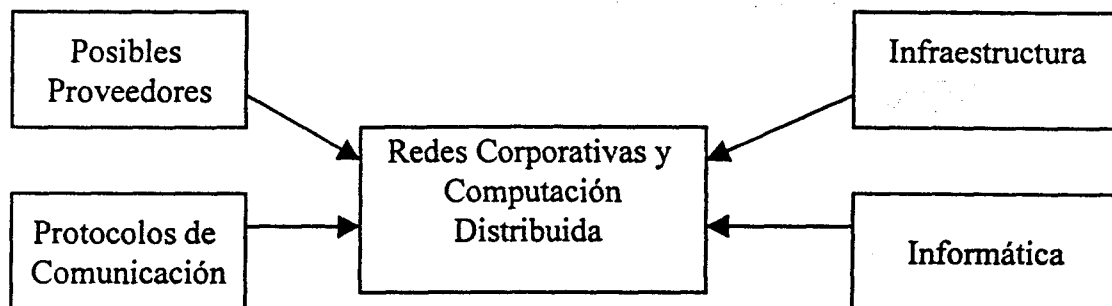 Posibles
Proveedores
Infraestructura
Redes Corporativas y
Computación
Distribuida
Protocolos de
Comunicación
Informática